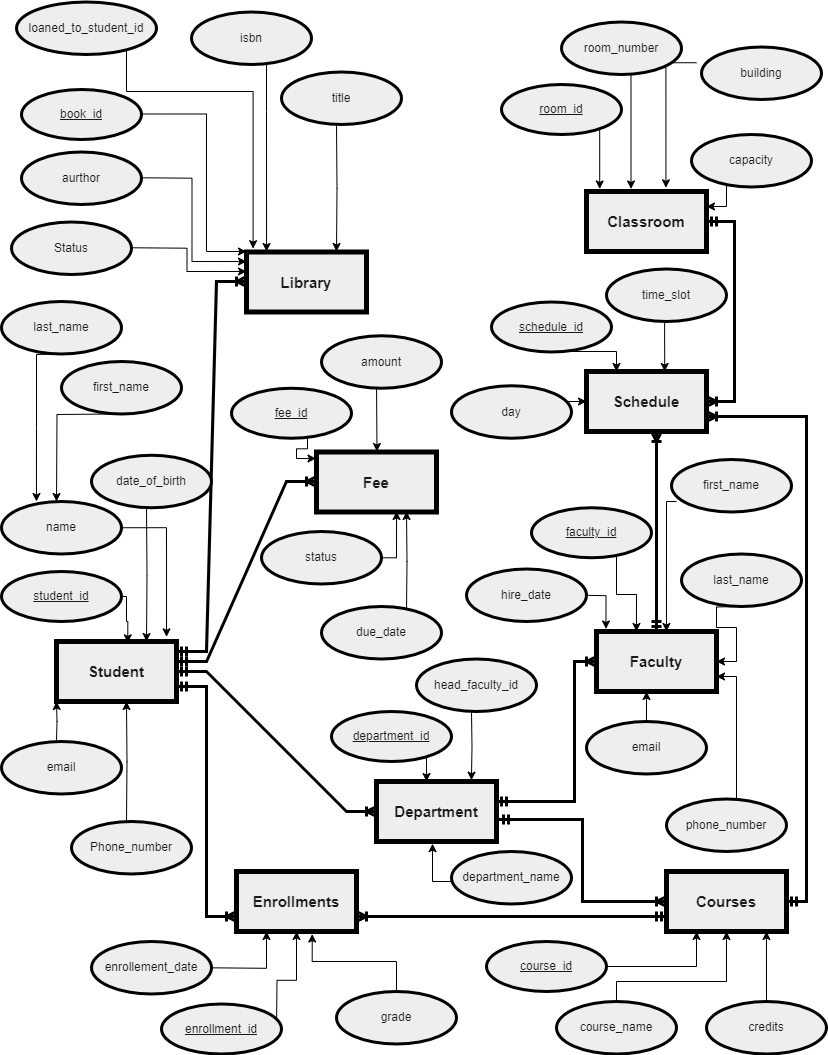 loaned_to_student_id
isbn
title
book_id
aurthor
Status
Library
room_number
building
room_id
capacity
Classroom
time_slot
schedule_id
day
Schedule
last_name
first_name
date_of_birth
name
student_id
Student
email
Phone_number
amount
fee_id
Fee
status
due_date
first_name
faculty_id
last_name
hire_date
Faculty
email
phone_number
head_faculty_id
department_id
Department
department_name
Enrollments
enrollement_date
enrollment_id
grade
Courses
course_id
course_name
credits